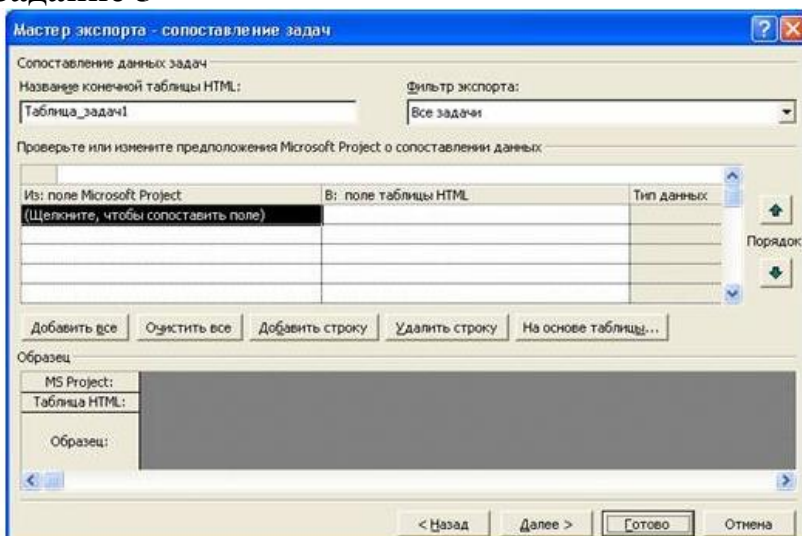 Мастер экспорта - сопоставление задач
Сопоставление данных задач
Название конечной таблицы HTML:
Фильтр экспорта:
Таблица_задач1
Все задачи
Проверьте или измените предположения Microsoft Project о сопоставлении данных
Из: поле Microsoft Project
В: поле таблицы HTML
Тип данных
(Щелкните, чтобы сопоставить поле)
Порядок
Добавить все
Очистить все
Добавить строку
Удалить строку
На основе таблицы...
Образец
MS Project:
Таблица HTML:
Образец:
< Назад
Далее >
Готово
Отмена